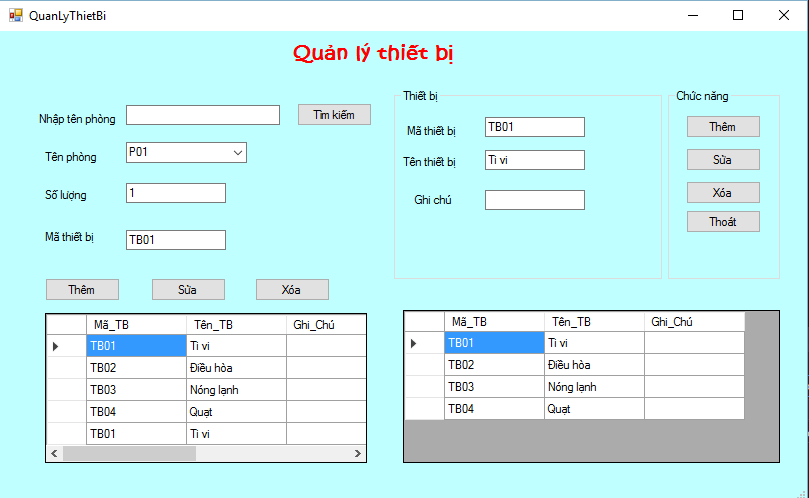 QuanLyThietBi
Quản lý thiết bị
Nhập tên phòng
Tìm kiếm
Tên phòng P01
Số lượng 1
Mã thiết bị TB01
Thêm Sửa Xóa
Thiết bị
Mã thiết bị TB01
Tên thiết bị Ti vi
Ghi chú
Chức năng
Thêm
Sửa
Xóa
Thoát
Mã_TB Tên_TB Ghi_Chú
TB01 Ti vi
TB02 Điều hòa
TB03 Nóng lạnh
TB04 Quạt
TB01 Ti vi
Mã_TB Tên_TB Ghi_Chú
TB01 Ti vi
TB02 Điều hòa
TB03 Nóng lạnh
TB04 Quạt